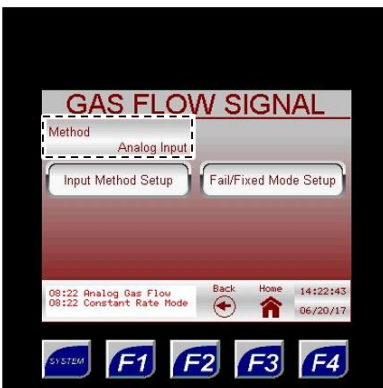 GAS FLOW SIGNAL
Method
Analog Input
Input Method Setup
Fail/Fixed Mode Setup
08:22 Analog Gas Flow
08:22 Constant Rate Mode
Back
Home
14:22:43
06/20/17
SYSTEM
F1
F2
F3
F4